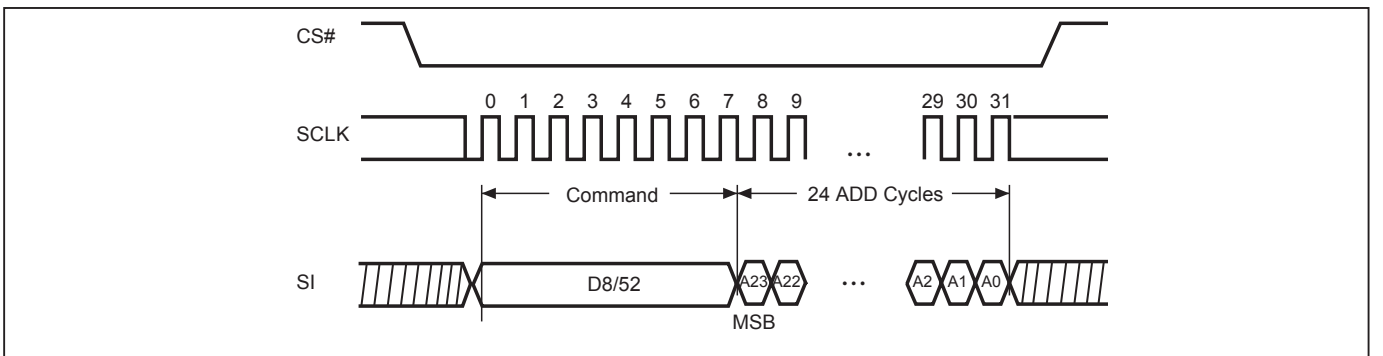 CS#
0 1 2 3 4 5 6 7 8 9 29 30 31
SCLK
...
Command 24 ADD Cycles
SI D8/52 A23 A22 ... A2 A1 A0
MSB